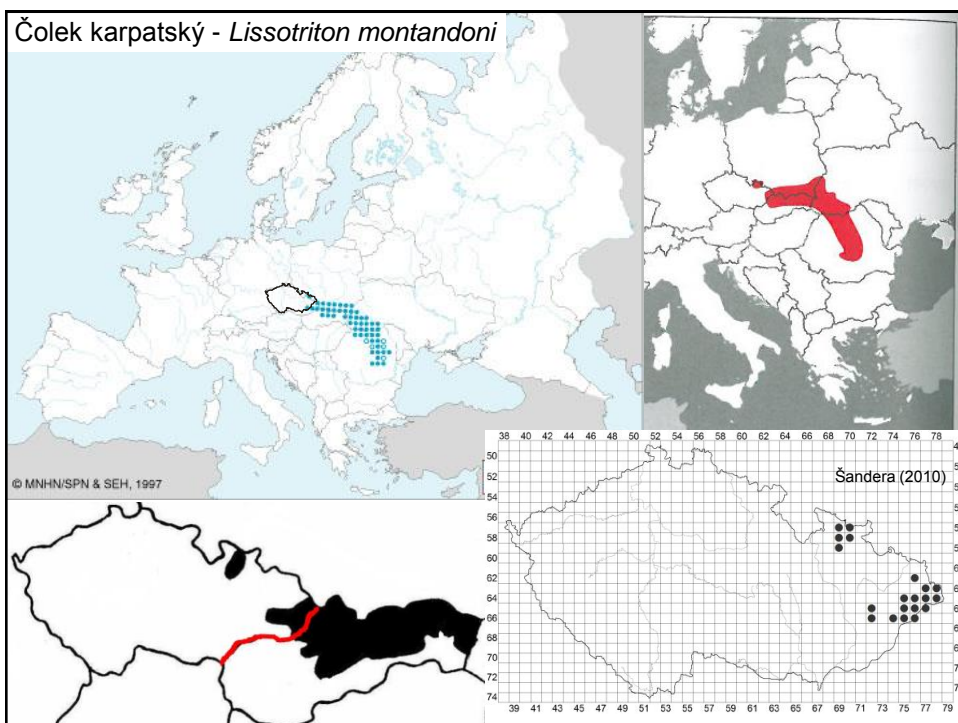 Čolek karpatský - Lissotriton montandoni
© MNHN/SPN & SEH, 1997
38 40 42 44 46 48 50 52 54 56 58 60 62 64 66 68 70 72 74 76 78
50
52
54
56
58
60
62
64
66
68
70
72
74
Šandera (2010)
39 41 43 45 47 49 51 53 55 57 59 61 63 65 67 69 71 73 75 77 79